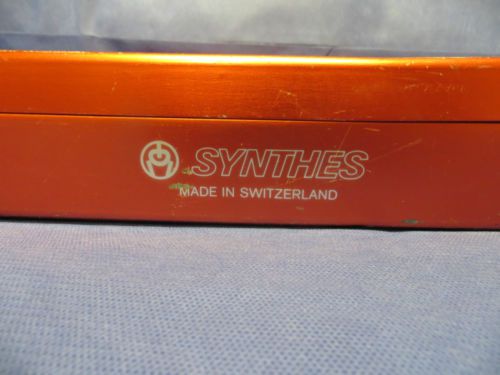 SYNTHES
MADE IN SWITZERLAND